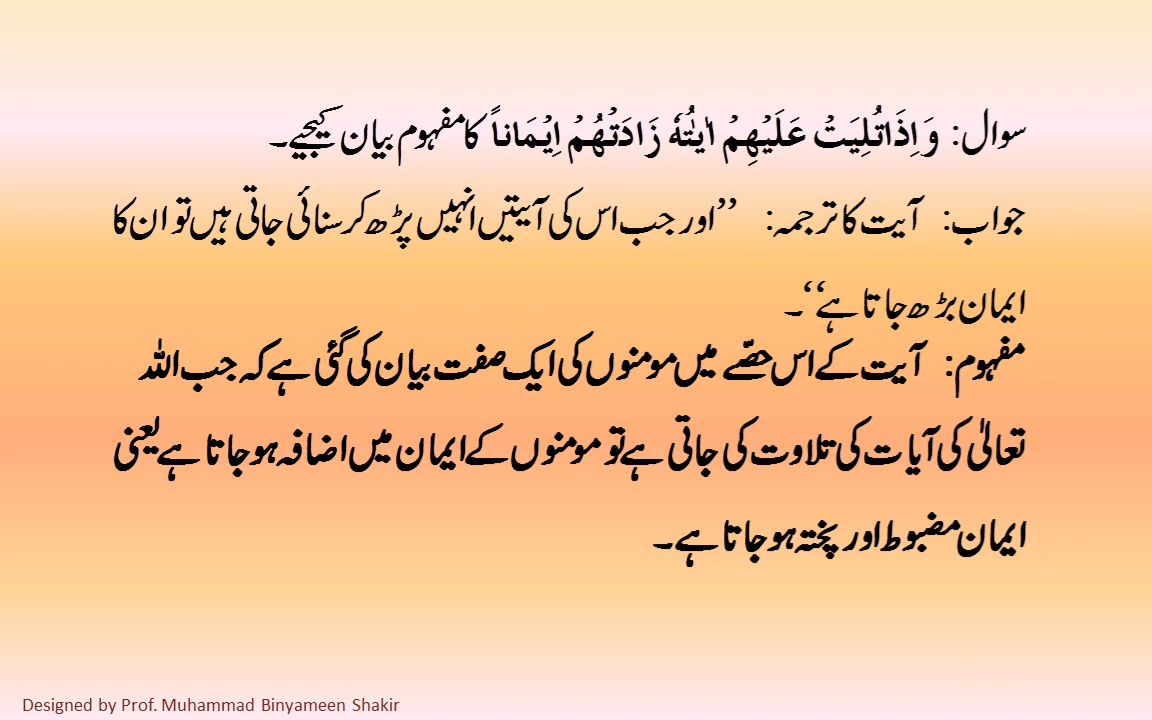 سوال: وَاِذَاتُلِيَتْ عَلَيْهِمْ اٰيٰتُهٗ زَادَتْهُمْ اِيْمَاناً کا مفہوم بیان کیجیے۔
جواب: آیت کا ترجمہ: ’’اور جب اس کی آیتیں انہیں پڑھ کر سنائی جاتی ہیں تو ان کا
ایمان بڑھ جاتا ہے‘‘۔
مفہوم: آیت کے اس حصّے میں مومنوں کی ایک صفت بیان کی گئی ہے کہ جب اللہ
تعالیٰ کی آیات کی تلاوت کی جاتی ہے تو مومنوں کے ایمان میں اضافہ ہو جاتا ہے یعنی
ایمان مضبوط اور پختہ ہو جاتا ہے۔
Designed by Prof. Muhammad Binyameen Shakir